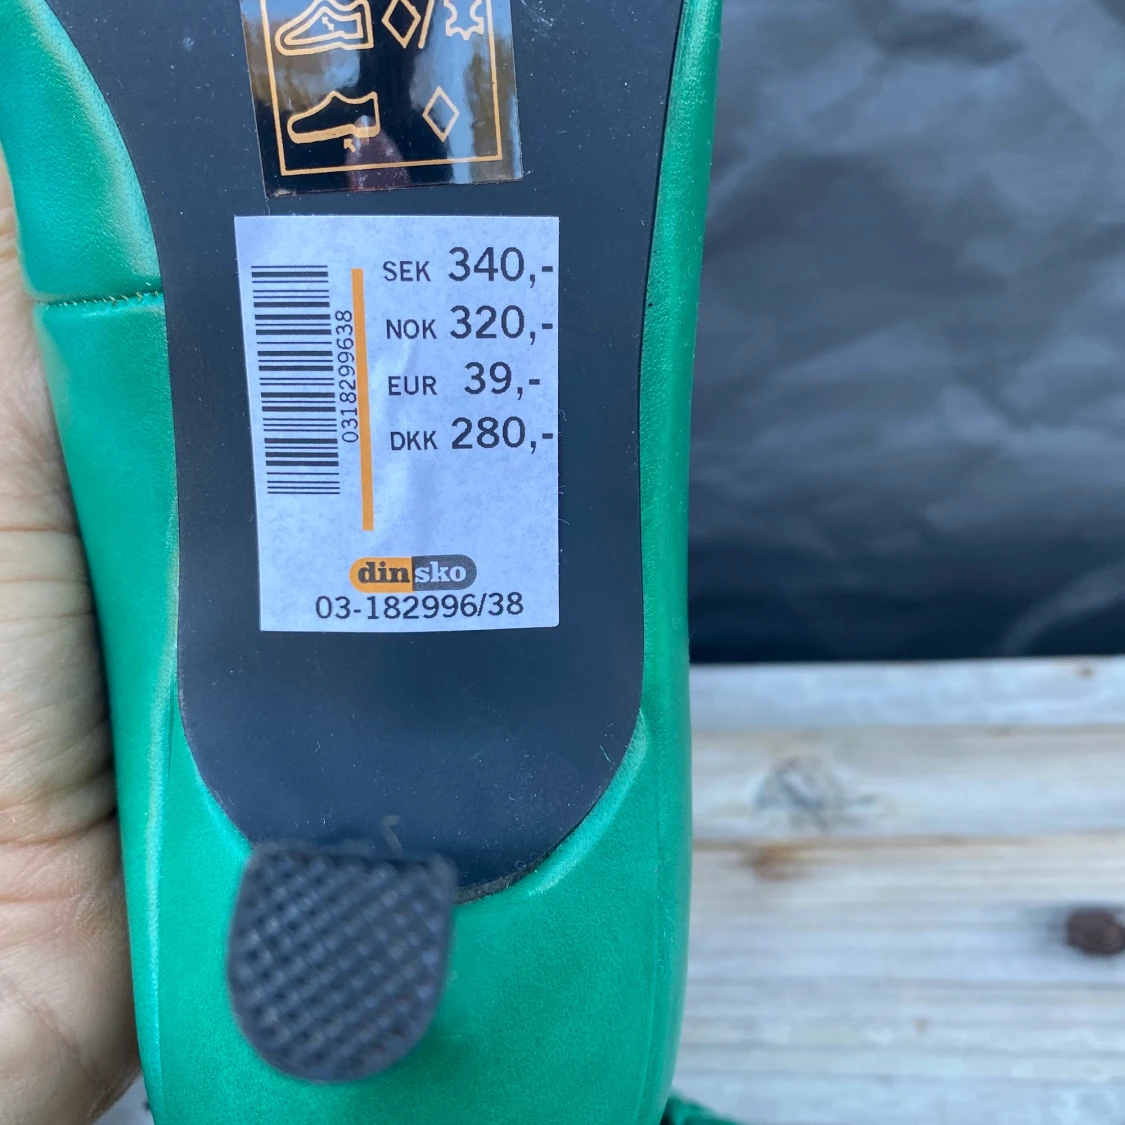 SEK 340,-
NOK 320,-
EUR 39,-
DKK 280,-
0318299638
dinsko
03-182996/38